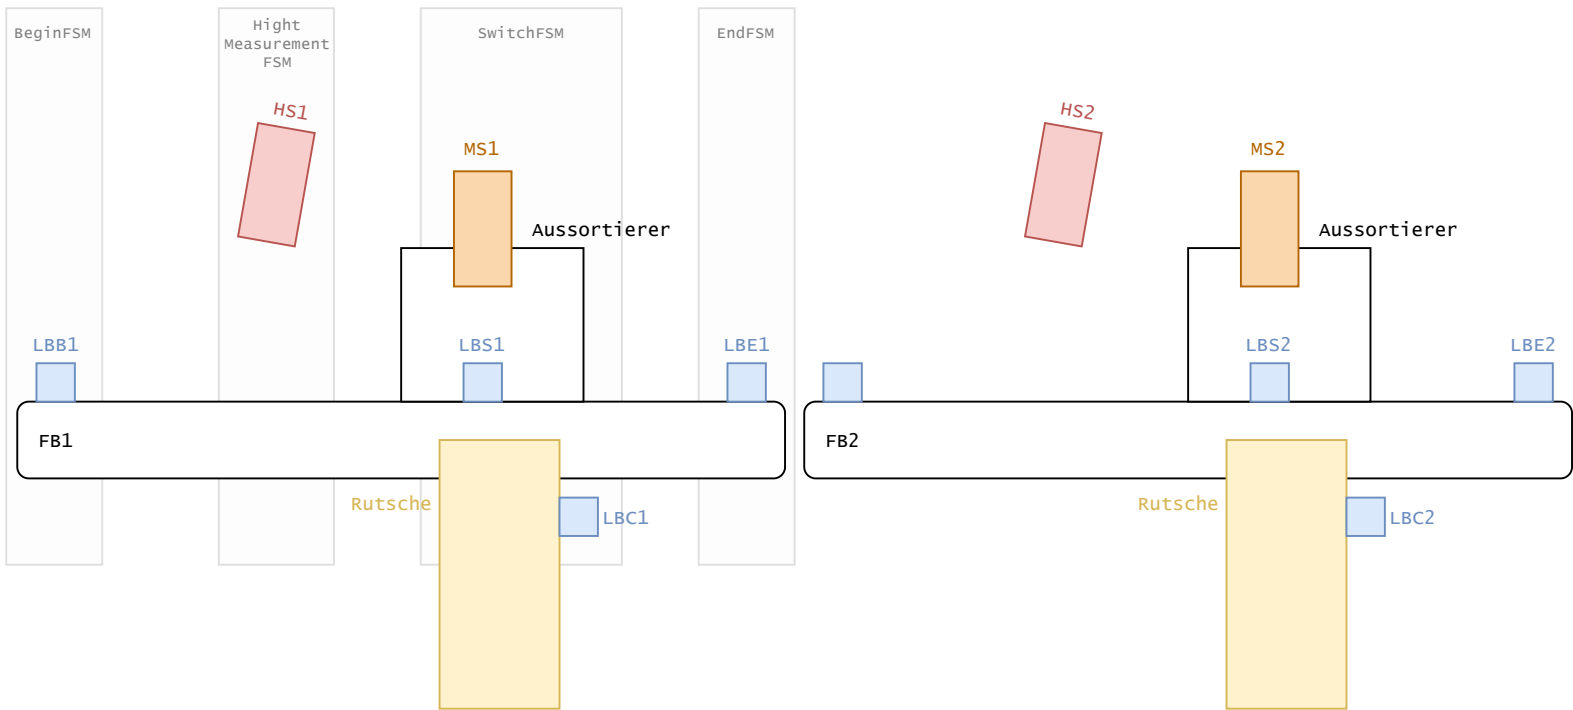 BeginFSM
Hight
Measurement
FSM
SwitchFSM
EndFSM
HS1
HS2
MS1
MS2
Aussortierer
Aussortierer
LBB1
LBS1
LBE1
LBS2
LBE2
FB1
FB2
Rutsche
LBC1
Rutsche
LBC2